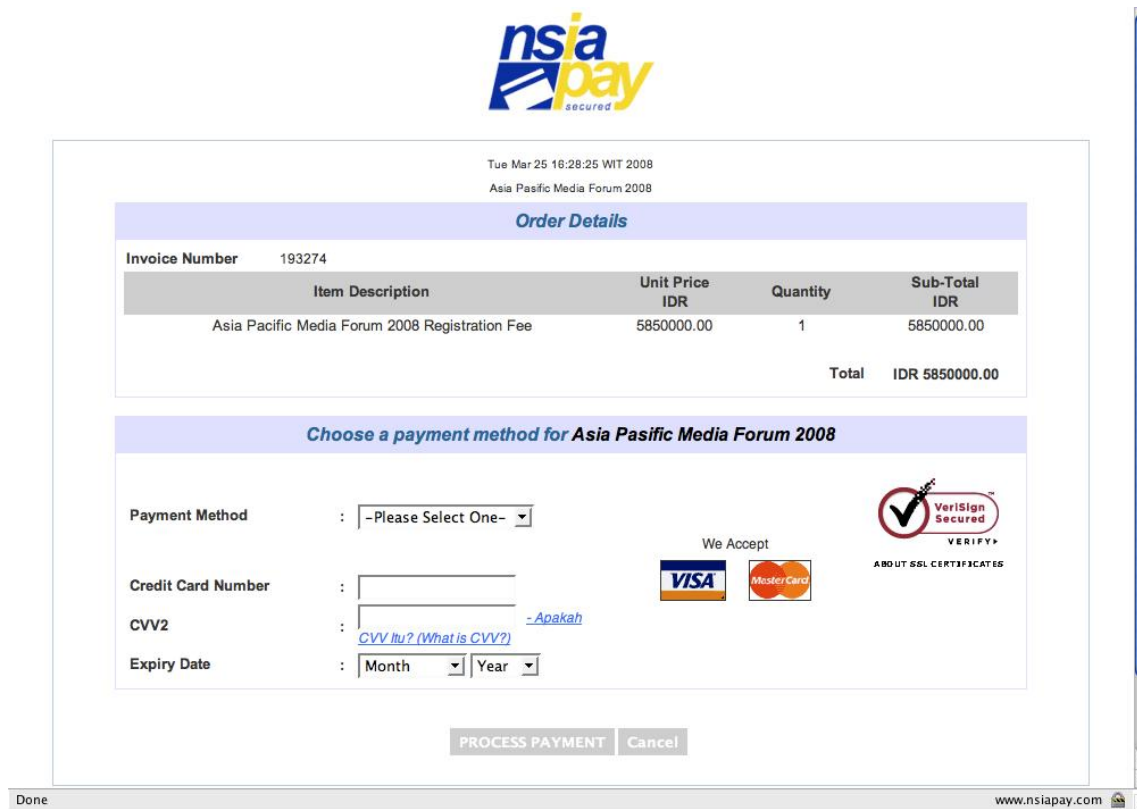 nsia
pay
secured
Tue Mar 25 16:28:25 WIT 2008
Asia Pasific Media Forum 2008
Order Details
Invoice Number 193274
Item Description Unit Price IDR Quantity Sub-Total IDR
Asia Pacific Media Forum 2008 Registration Fee 5850000.00 1 5850000.00
Total IDR 5850000.00
Choose a payment method for Asia Pasific Media Forum 2008
Payment Method : -Please Select One-
VeriSign
Secured
VERIFY
ABOUT SSL CERTIFICATES
We Accept
VISA MasterCard
Credit Card Number :
CVV2 : - Apakah
CVV Itu? (What is CVV?)
Expiry Date : Month Year
PROCESS PAYMENT Cancel
Done www.nsiapay.com